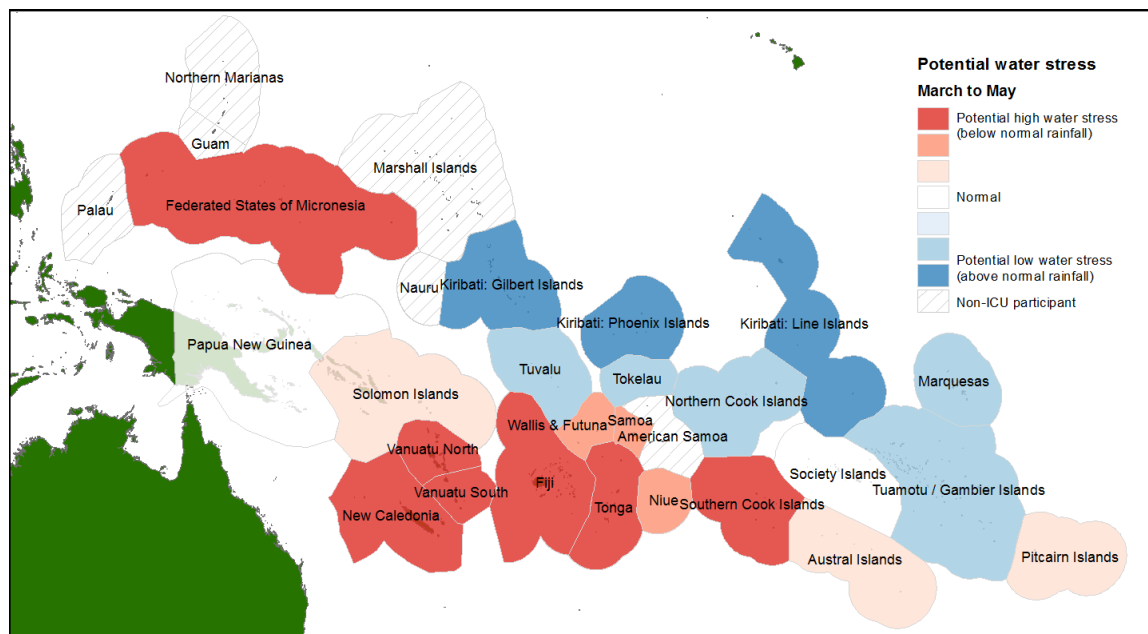 Potential water stress
March to May
Potential high water stress
(below normal rainfall)
Normal
Potential low water stress
(above normal rainfall)
Non-ICU participant
Northern Marianas
Guam
Marshall Islands
Palau
Federated States of Micronesia
Nauru
Kiribati: Gilbert Islands
Kiribati: Phoenix Islands
Kiribati: Line Islands
Papua New Guinea
Tuvalu
Tokelau
Marquesas
Solomon Islands
Northern Cook Islands
Wallis & Futuna
Samoa
American Samoa
Vanuatu North
Society Islands
Vanuatu South
Fiji
Tuamotu / Gambier Islands
New Caledonia
Tonga
Niue
Southern Cook Islands
Austral Islands
Pitcairn Islands